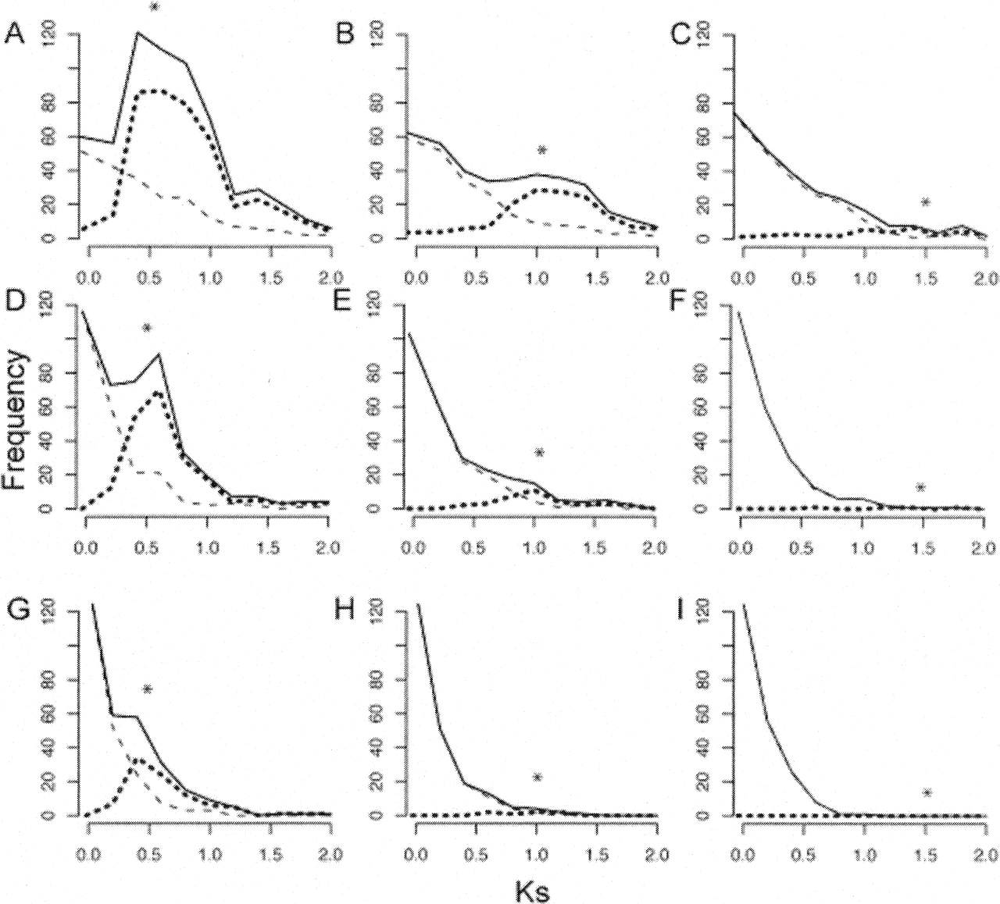 *
A 120 80 60 40 20 0
B 120 80 60 40 20 0 *
C 120 80 60 40 20 0 *
0.0 0.5 1.0 1.5 2.0 0.0 0.5 1.0 1.5 2.0 0.0 0.5 1.0 1.5 2.0
D 120 80 60 40 20 0 *
E 120 80 60 40 20 0 *
F 120 80 60 40 20 0 *
Frequency
0.0 0.5 1.0 1.5 2.0 0.0 0.5 1.0 1.5 2.0 0.0 0.5 1.0 1.5 2.0
G 120 80 60 40 20 0 *
H 120 80 60 40 20 0 *
I 120 80 60 40 20 0 *
0.0 0.5 1.0 1.5 2.0 0.0 0.5 1.0 1.5 2.0 0.0 0.5 1.0 1.5 2.0
Ks